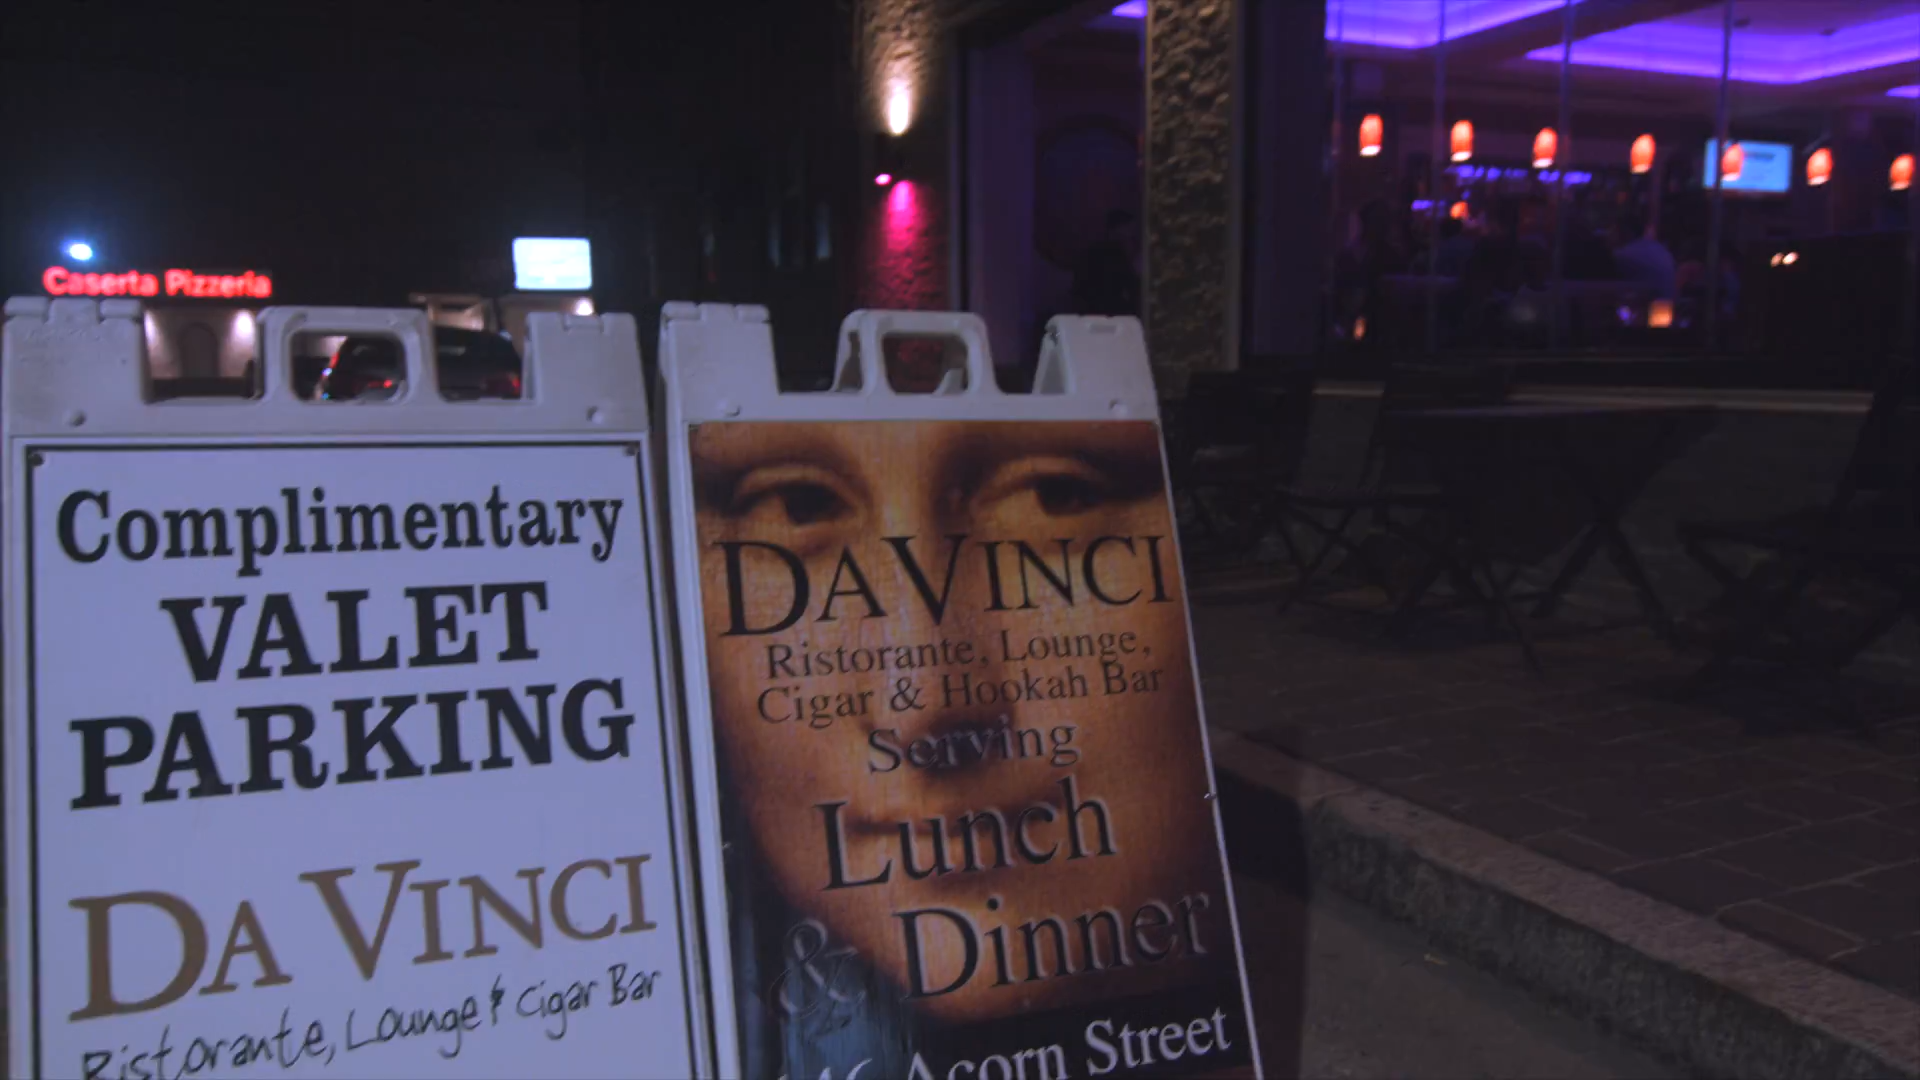 Caserta Pizzeria
Complimentary
VALET
PARKING
DA VINCI
Ristorante, Lounge & Cigar Bar
DAVINCI
Ristorante, Lounge,
Cigar & Hookah Bar
Serving
Lunch
& Dinner
Acorn Street